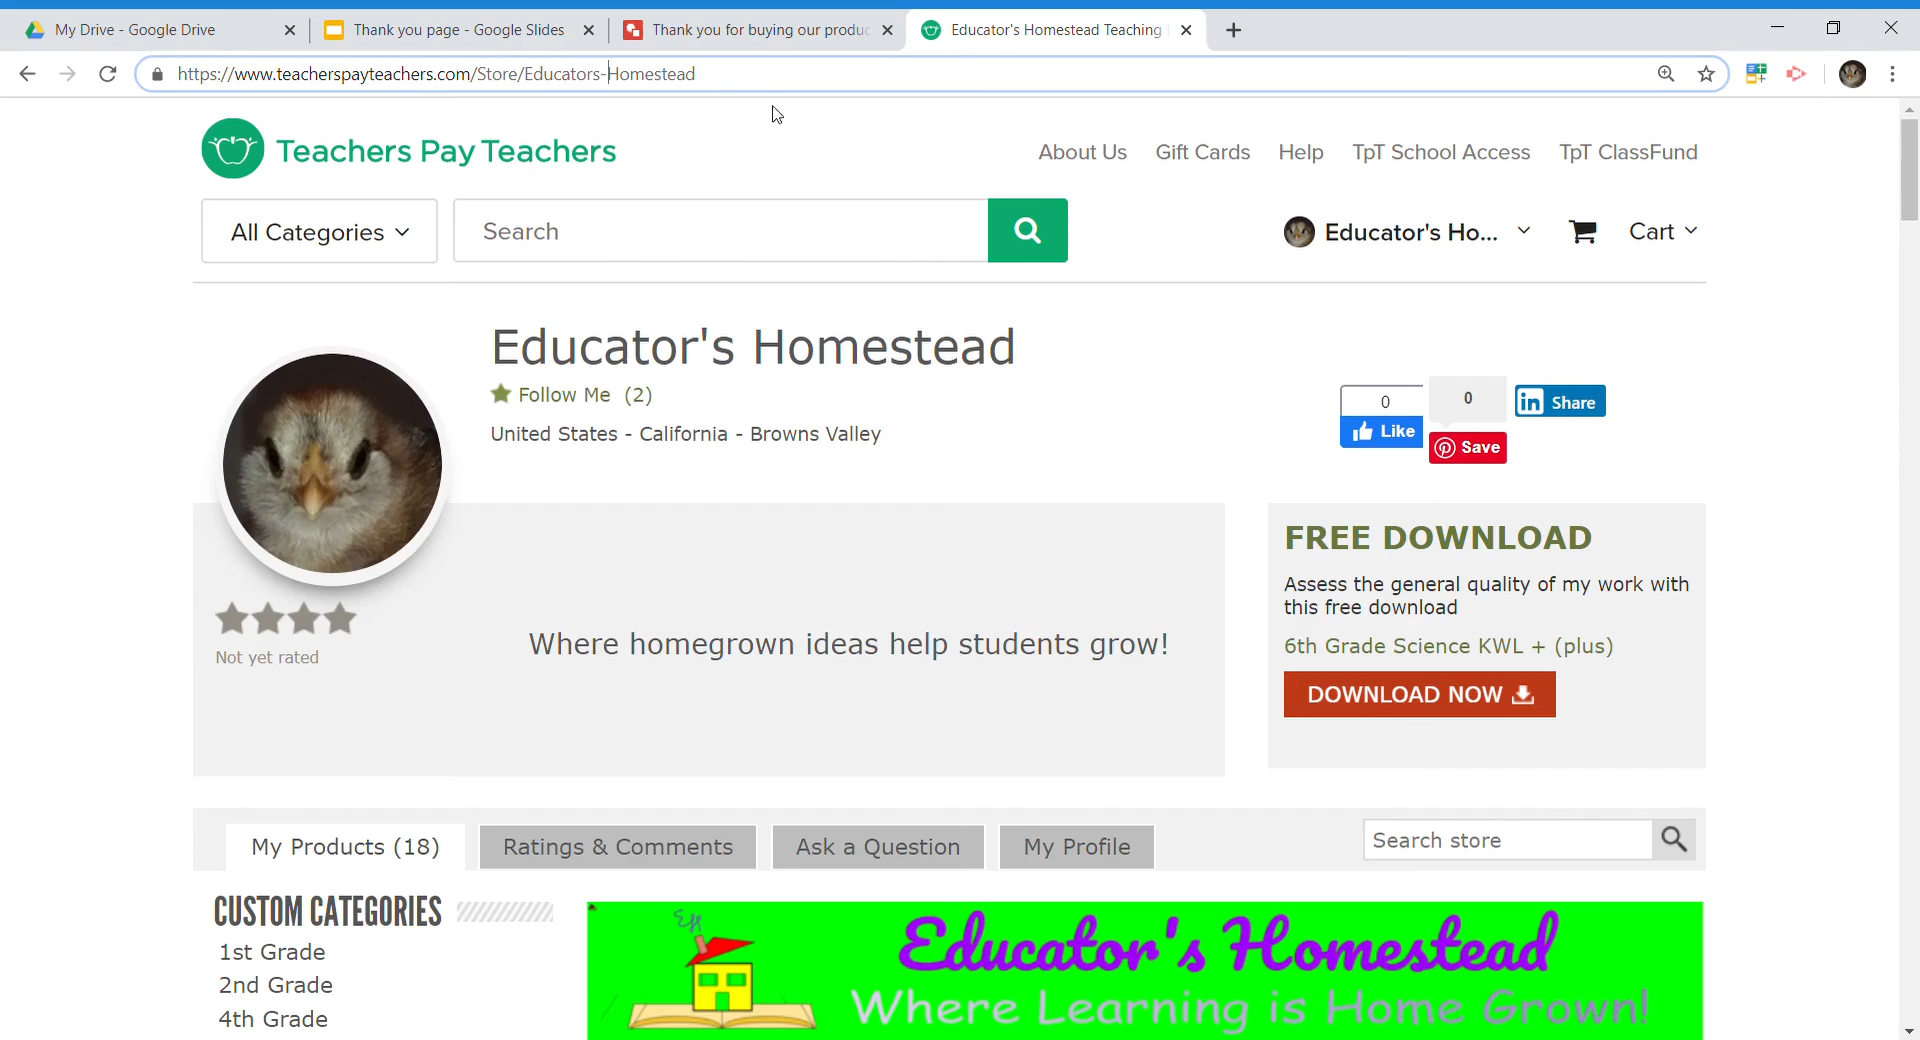 My Drive - Google Drive
Thank you page - Google Slides
Thank you for buying our produc
Educator's Homestead Teaching
https://www.teacherspayteachers.com/Store/Educators-Homestead
Teachers Pay Teachers
About Us Gift Cards Help TpT School Access TpT ClassFund
All Categories
Search
Educator's Ho...
Cart
Educator's Homestead
Follow Me (2)
United States - California - Browns Valley
0
Like
0
Save
in Share
FREE DOWNLOAD
Assess the general quality of my work with
this free download
6th Grade Science KWL + (plus)
DOWNLOAD NOW
Not yet rated
Where homegrown ideas help students grow!
My Products (18) Ratings & Comments Ask a Question My Profile
Search store
CUSTOM CATEGORIES
1st Grade
2nd Grade
4th Grade
EH
Educator's Homestead
Where Learning is Home Grown!